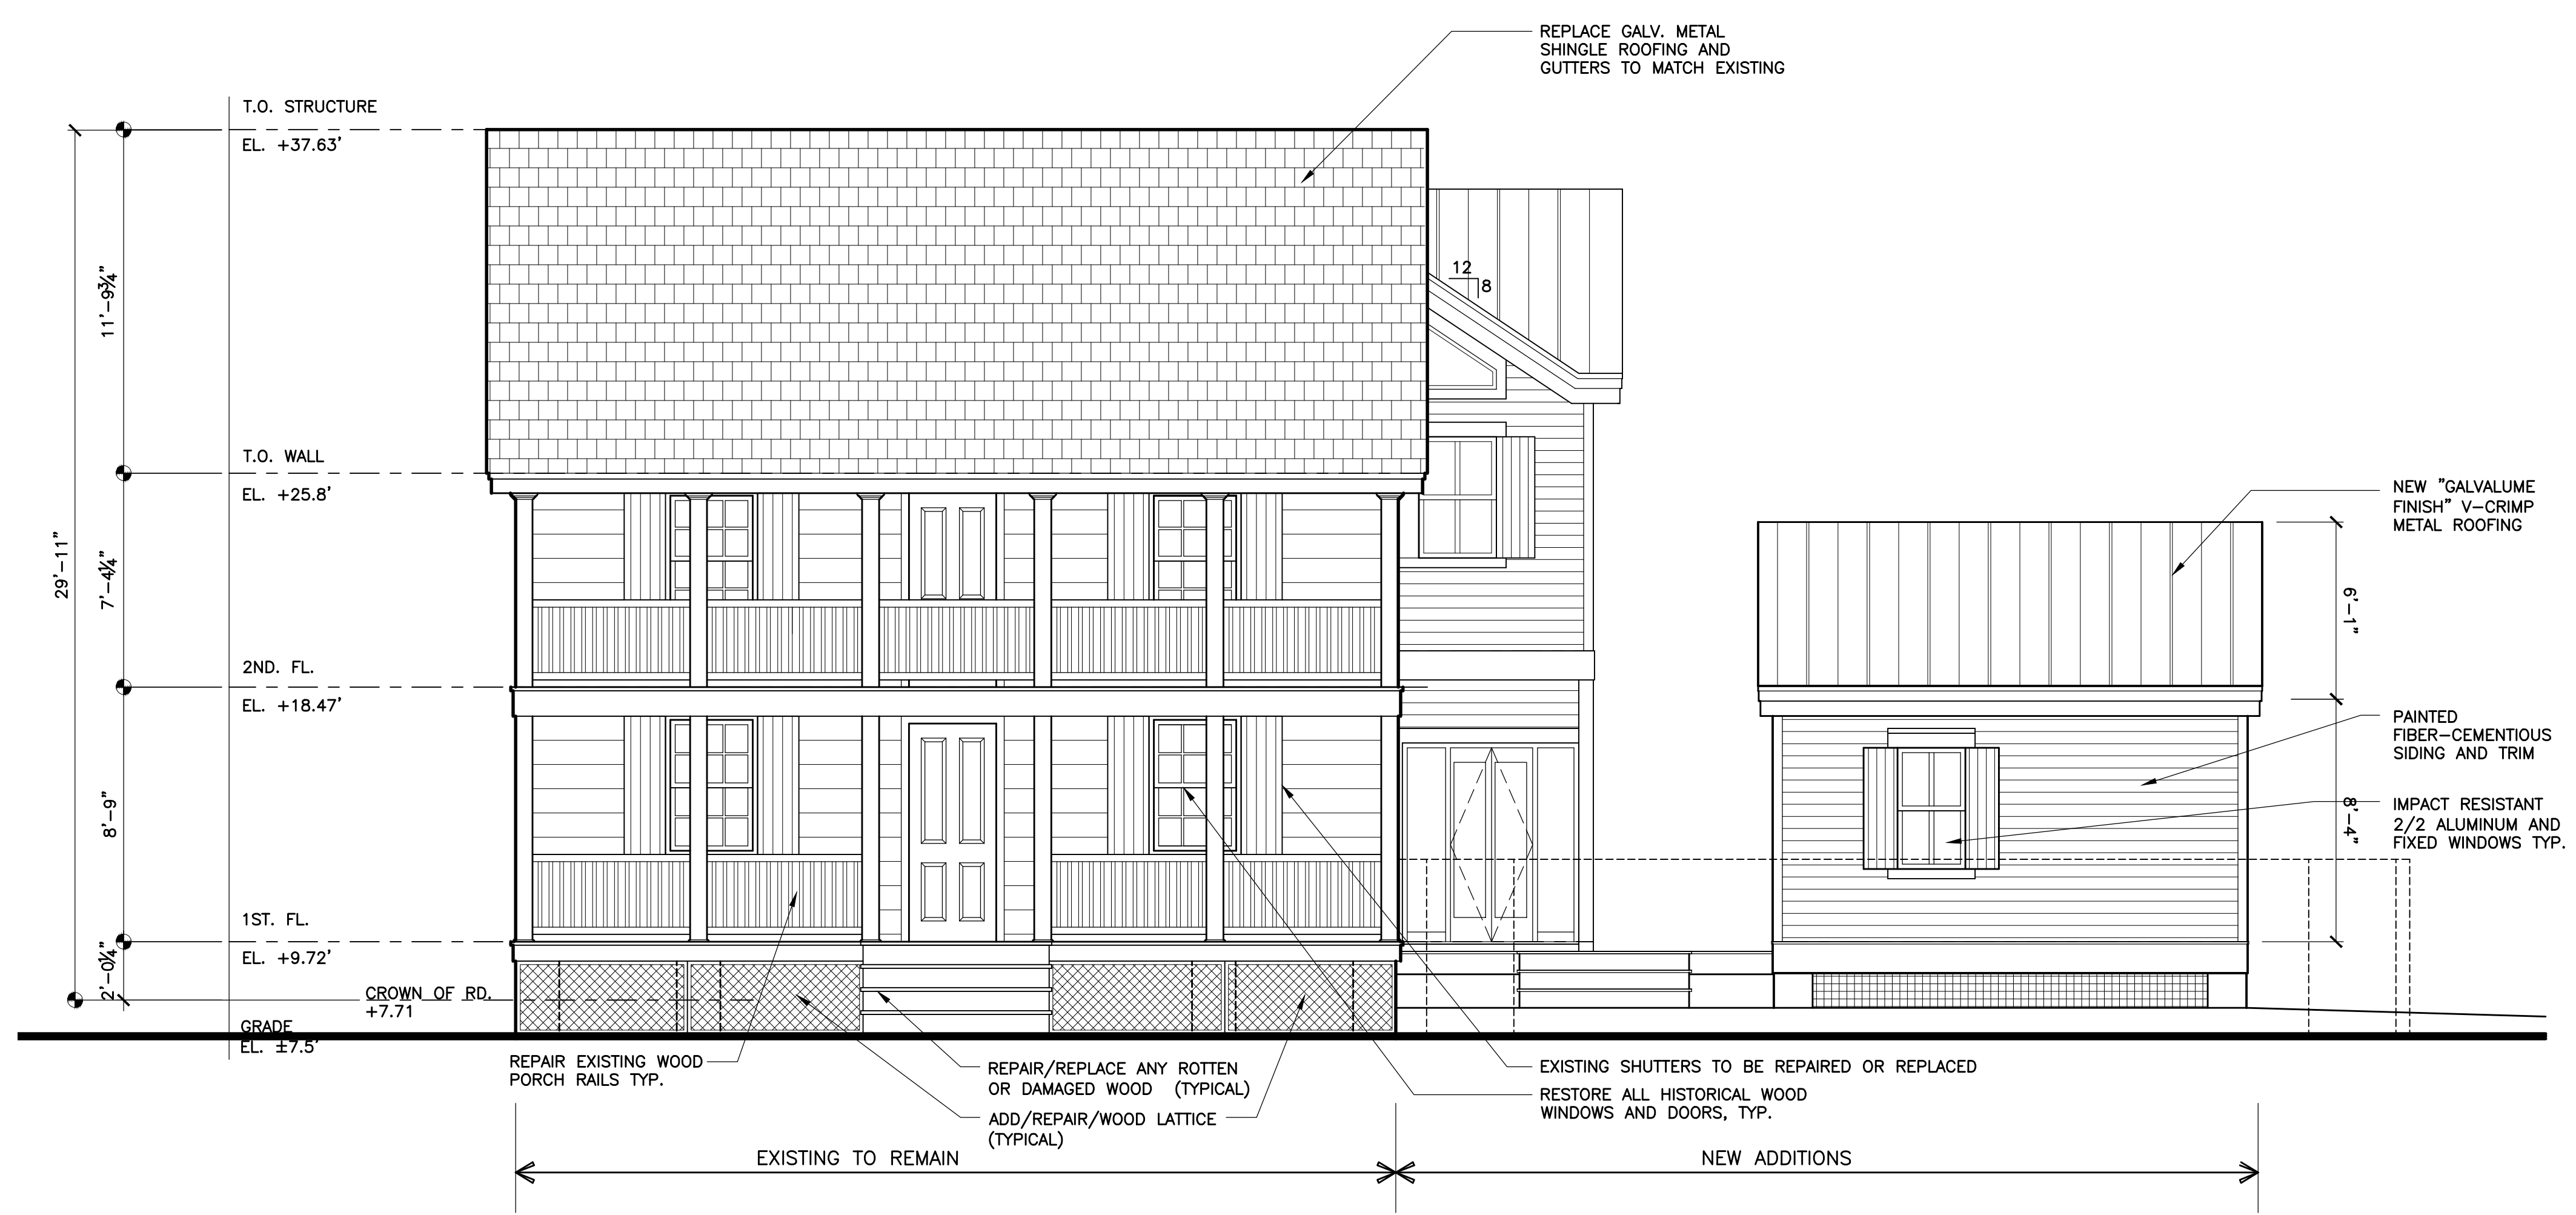 REPLACE GALV. METAL
SHINGLE ROOFING AND
GUTTERS TO MATCH EXISTING
T.O. STRUCTURE
EL. +37.63'
12
8
11'-9¾"
T.O. WALL
EL. +25.8'
NEW "GALVALUME
FINISH" V-CRIMP
METAL ROOFING
29'-11"
7'-4¼"
6'-1"
2ND. FL.
EL. +18.47'
PAINTED
FIBER-CEMENTIOUS
SIDING AND TRIM
8'-9"
8'-4"
IMPACT RESISTANT
2/2 ALUMINUM AND
FIXED WINDOWS TYP.
1ST. FL.
EL. +9.72'
2'-0¼"
CROWN OF RD.
+7.71
GRADE
EL. ±7.5'
REPAIR EXISTING WOOD
PORCH RAILS TYP.
REPAIR/REPLACE ANY ROTTEN
OR DAMAGED WOOD (TYPICAL)
ADD/REPAIR/WOOD LATTICE
(TYPICAL)
EXISTING SHUTTERS TO BE REPAIRED OR REPLACED
RESTORE ALL HISTORICAL WOOD
WINDOWS AND DOORS, TYP.
EXISTING TO REMAIN
NEW ADDITIONS